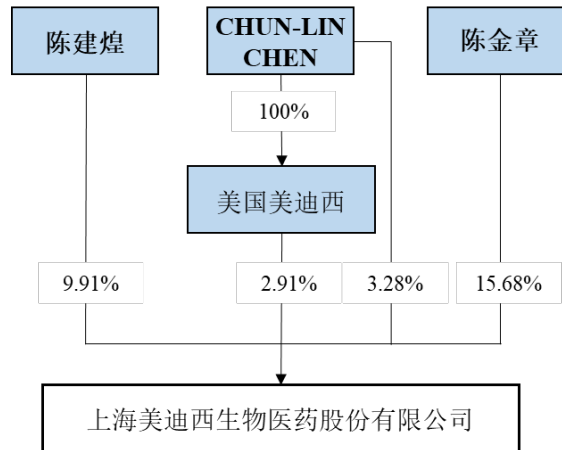 陈建煌
CHUN-LIN
CHEN
陈金章
100%
美国美迪西
9.91%
2.91%
3.28%
15.68%
上海美迪西生物医药股份有限公司